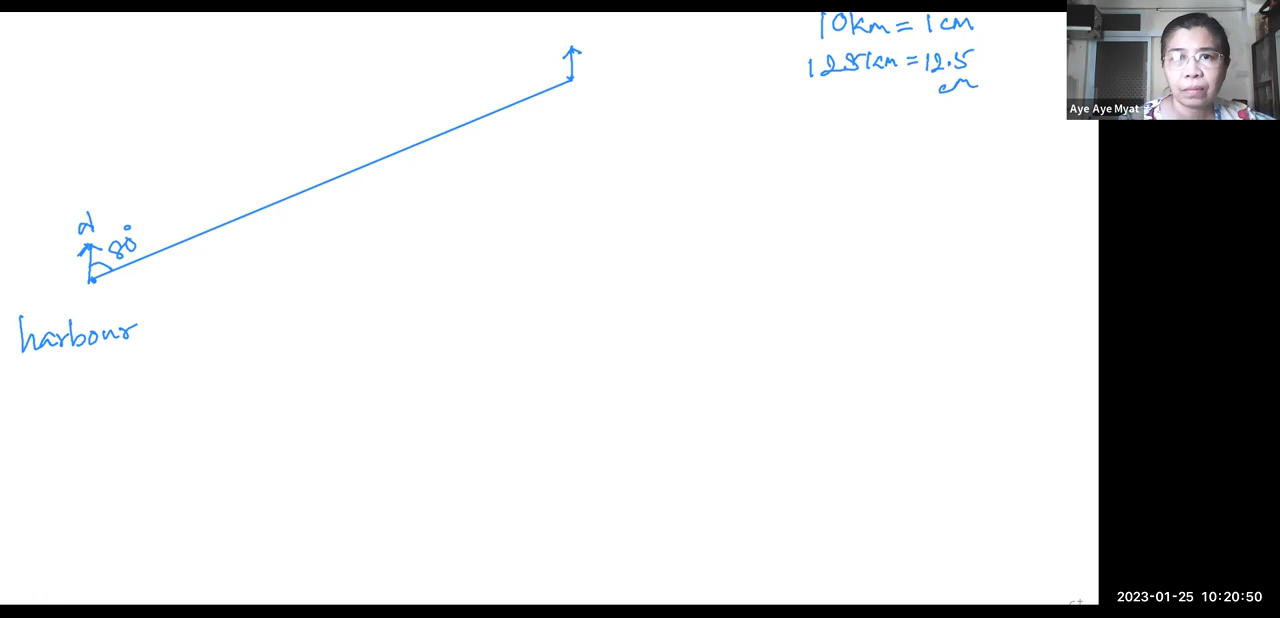 10km = 1cm
125km = 12.5
cm
Aye Aye Myat
N
80°
harbour
2023-01-25 10:20:50